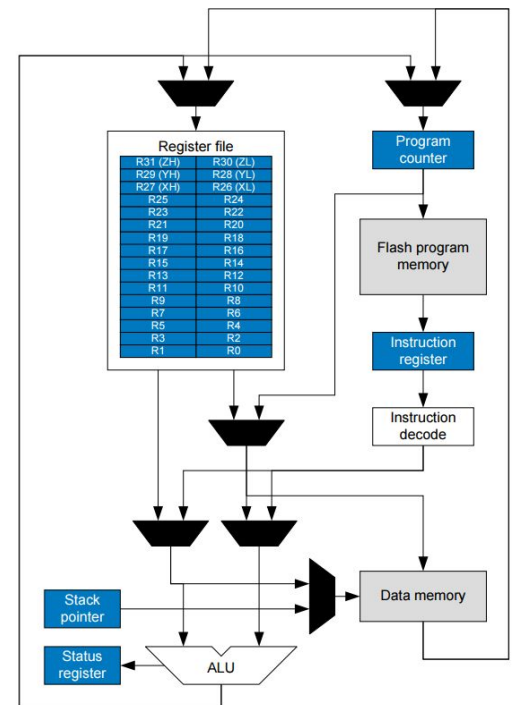 Register file
R31 (ZH) R30 (ZL)
R29 (YH) R28 (YL)
R27 (XH) R26 (XL)
R25 R24
R23 R22
R21 R20
R19 R18
R17 R16
R15 R14
R13 R12
R11 R10
R9 R8
R7 R6
R5 R4
R3 R2
R1 R0
Program
counter
Flash program
memory
Instruction
register
Instruction
decode
Stack
pointer
Data memory
Status
register
ALU